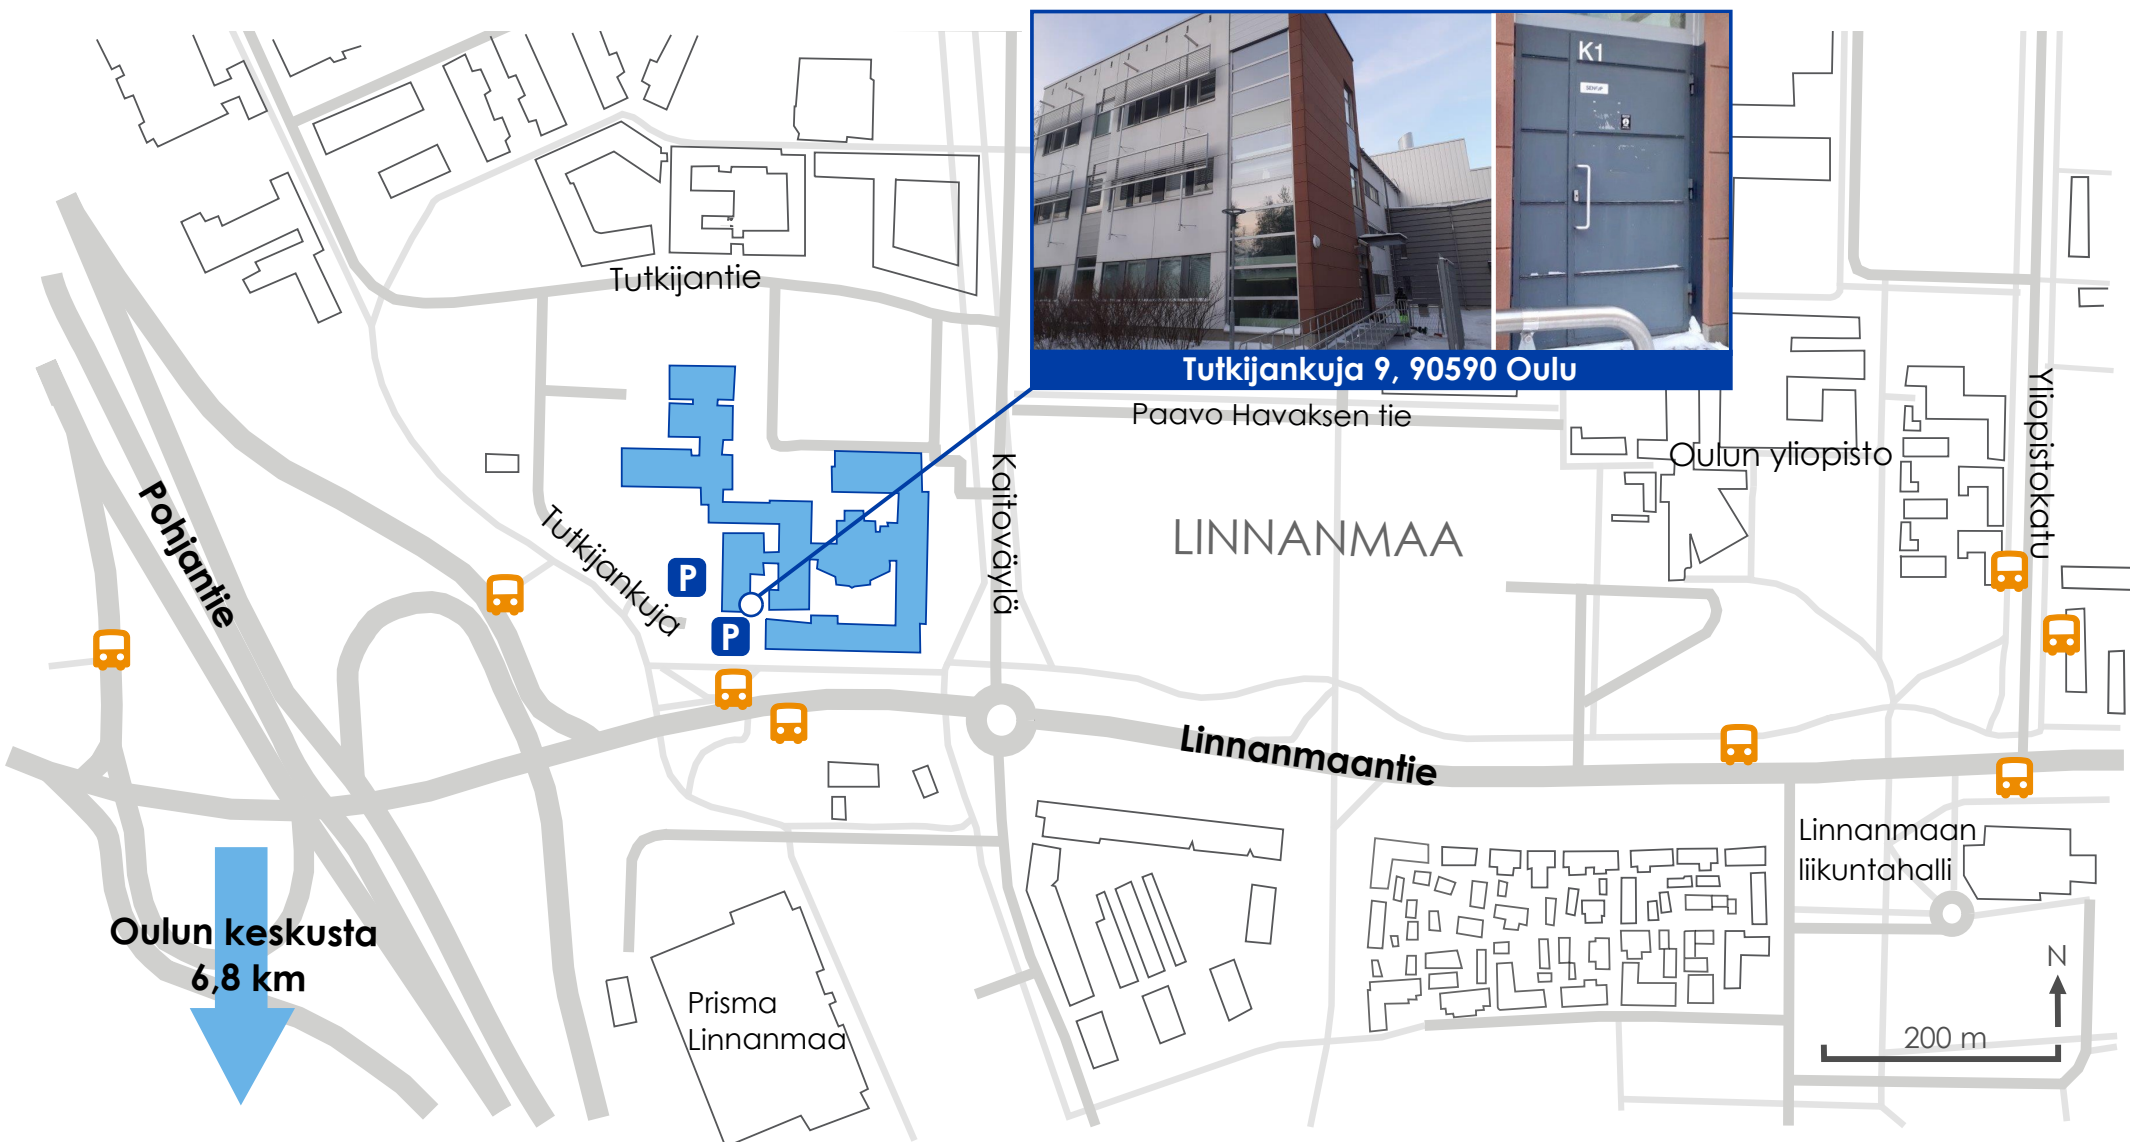 K1
Tutkijankuja 9, 90590 Oulu
Tutkijantie
Paavo Havaksen tie
Oulun yliopisto
Yliopistokatu
Kaitoväylä
LINNANMAA
Pohjantie
Tutkijankuja
P
P
Linnanmaantie
Linnanmaan
liikuntahalli
Oulun keskusta
6,8 km
Prisma
Linnanmaa
N
200 m